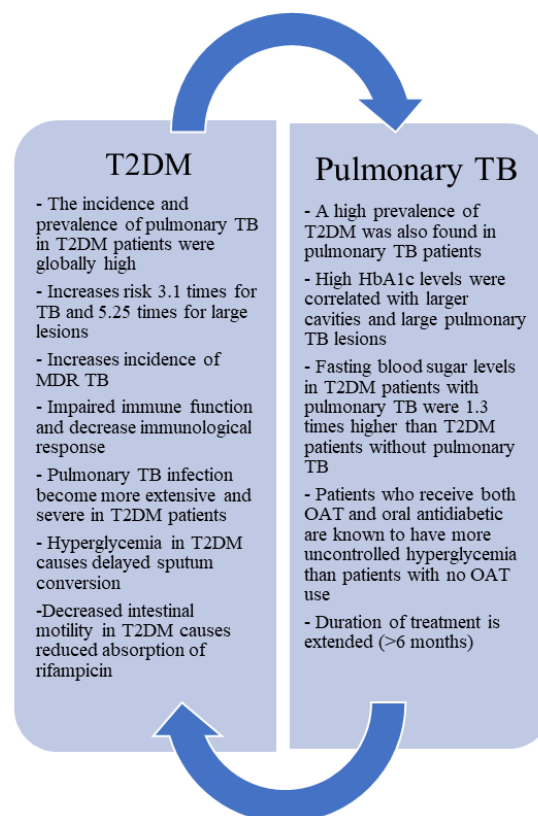 T2DM
- The incidence and
prevalence of pulmonary TB
in T2DM patients were
globally high
- Increases risk 3.1 times for
TB and 5.25 times for large
lesions
- Increases incidence of
MDR TB
- Impaired immune function
and decrease immunological
response
- Pulmonary TB infection
become more extensive and
severe in T2DM patients
- Hyperglycemia in T2DM
causes delayed sputum
conversion
-Decreased intestinal
motility in T2DM causes
reduced absorption of
rifampicin
Pulmonary TB
- A high prevalence of
T2DM was also found in
pulmonary TB patients
- High HbA1c levels were
correlated with larger
cavities and large pulmonary
TB lesions
- Fasting blood sugar levels
in T2DM patients with
pulmonary TB were 1.3
times higher than T2DM
patients without pulmonary
TB
- Patients who receive both
OAT and oral antidiabetic
are known to have more
uncontrolled hyperglycemia
than patients with no OAT
use
- Duration of treatment is
extended (>6 months)